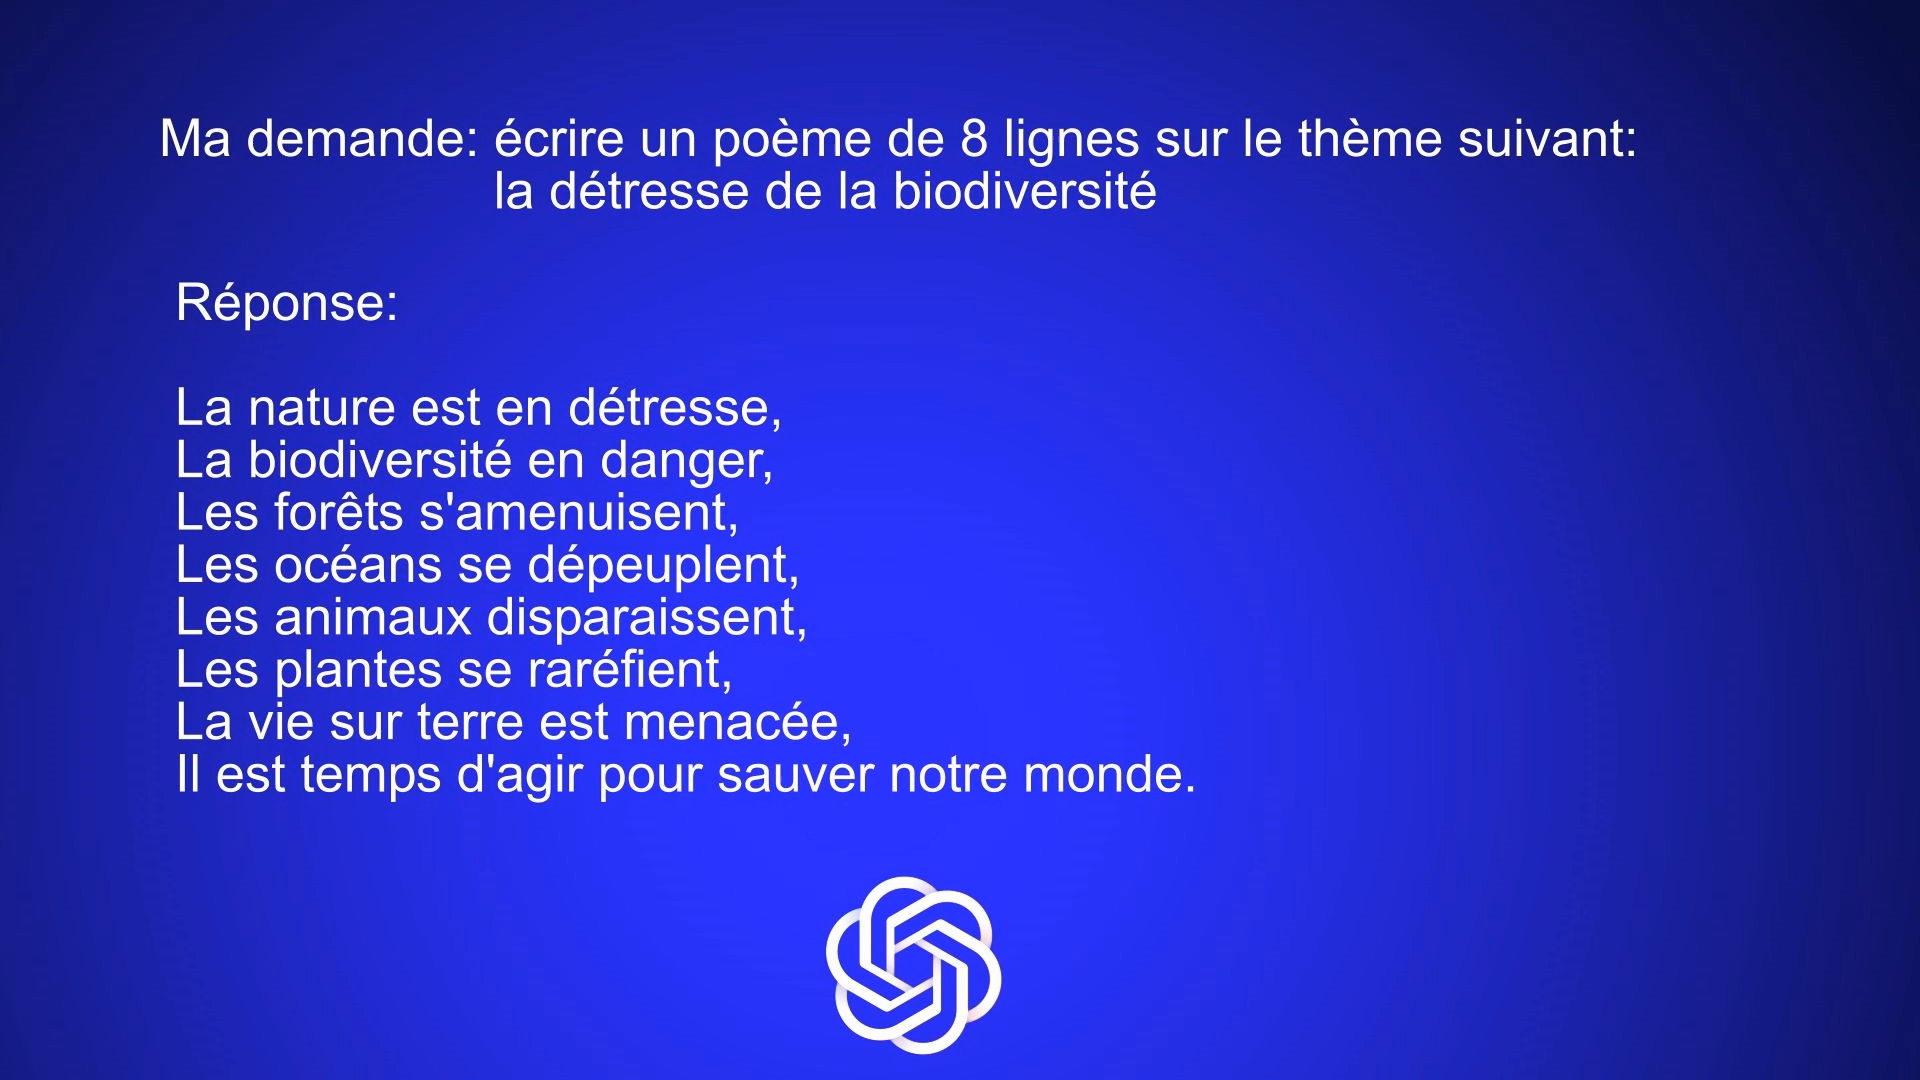 Ma demande: écrire un poème de 8 lignes sur le thème suivant:
la détresse de la biodiversité
Réponse:
La nature est en détresse,
La biodiversité en danger,
Les forêts s'amenuisent,
Les océans se dépeuplent,
Les animaux disparaissent,
Les plantes se raréfient,
La vie sur terre est menacée,
Il est temps d'agir pour sauver notre monde.